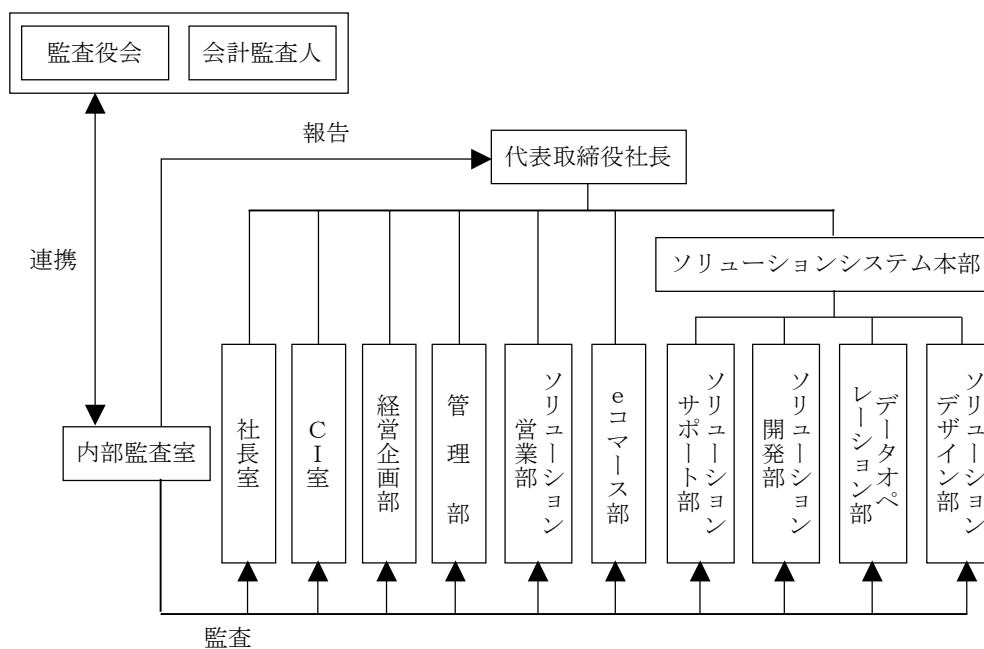 監査役会
会計監査人
報告
代表取締役社長
連携
ソリューションシステム本部
内部監査室
社長室
CI室
経営企画部
管理部
ソリューション
営業部
eコマース部
ソリューション
サポート部
ソリューション
開発部
データオペ
レーション部
ソリューション
デザイン部
監査